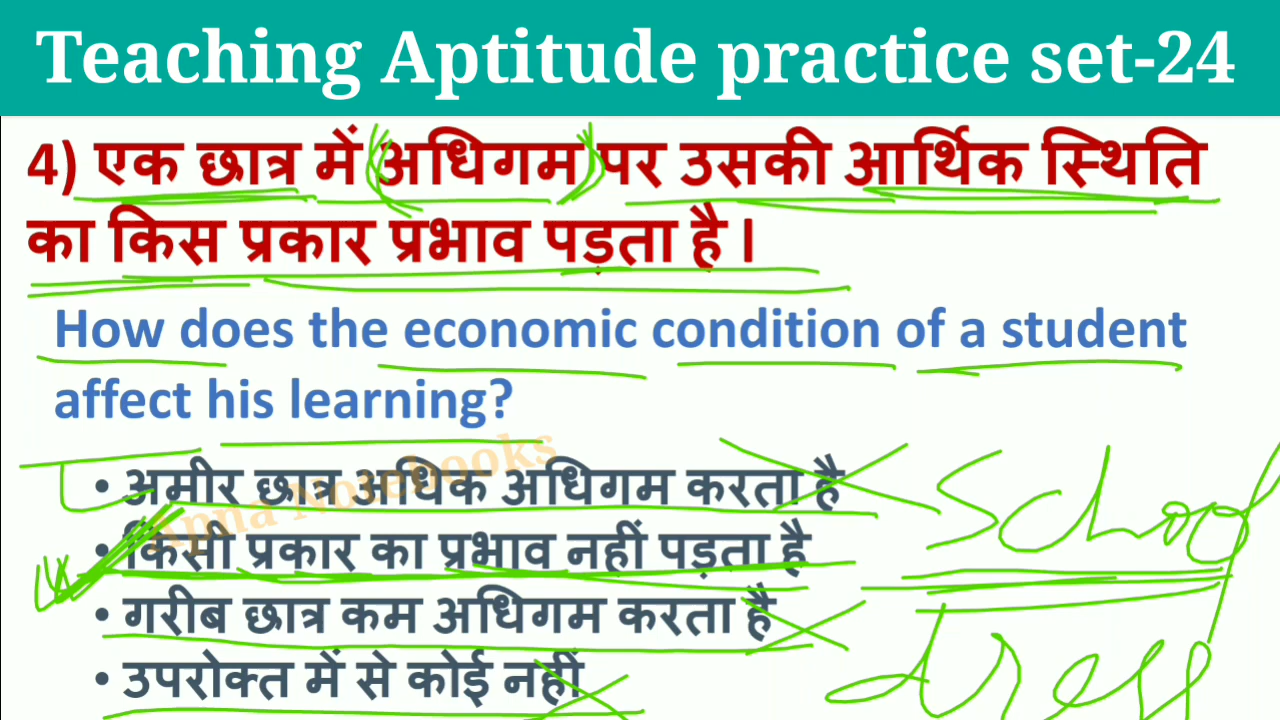 Teaching Aptitude practice set-24
4) एक छात्र में (अधिगम) पर उसकी आर्थिक स्थिति
का किस प्रकार प्रभाव पड़ता है ।
How does the economic condition of a student
affect his learning?
• अमीर छात्र अधिक अधिगम करता है
• किसी प्रकार का प्रभाव नहीं पड़ता है
• गरीब छात्र कम अधिगम करता है
• उपरोक्त में से कोई नहीं
Apna Notebooks
School
dress